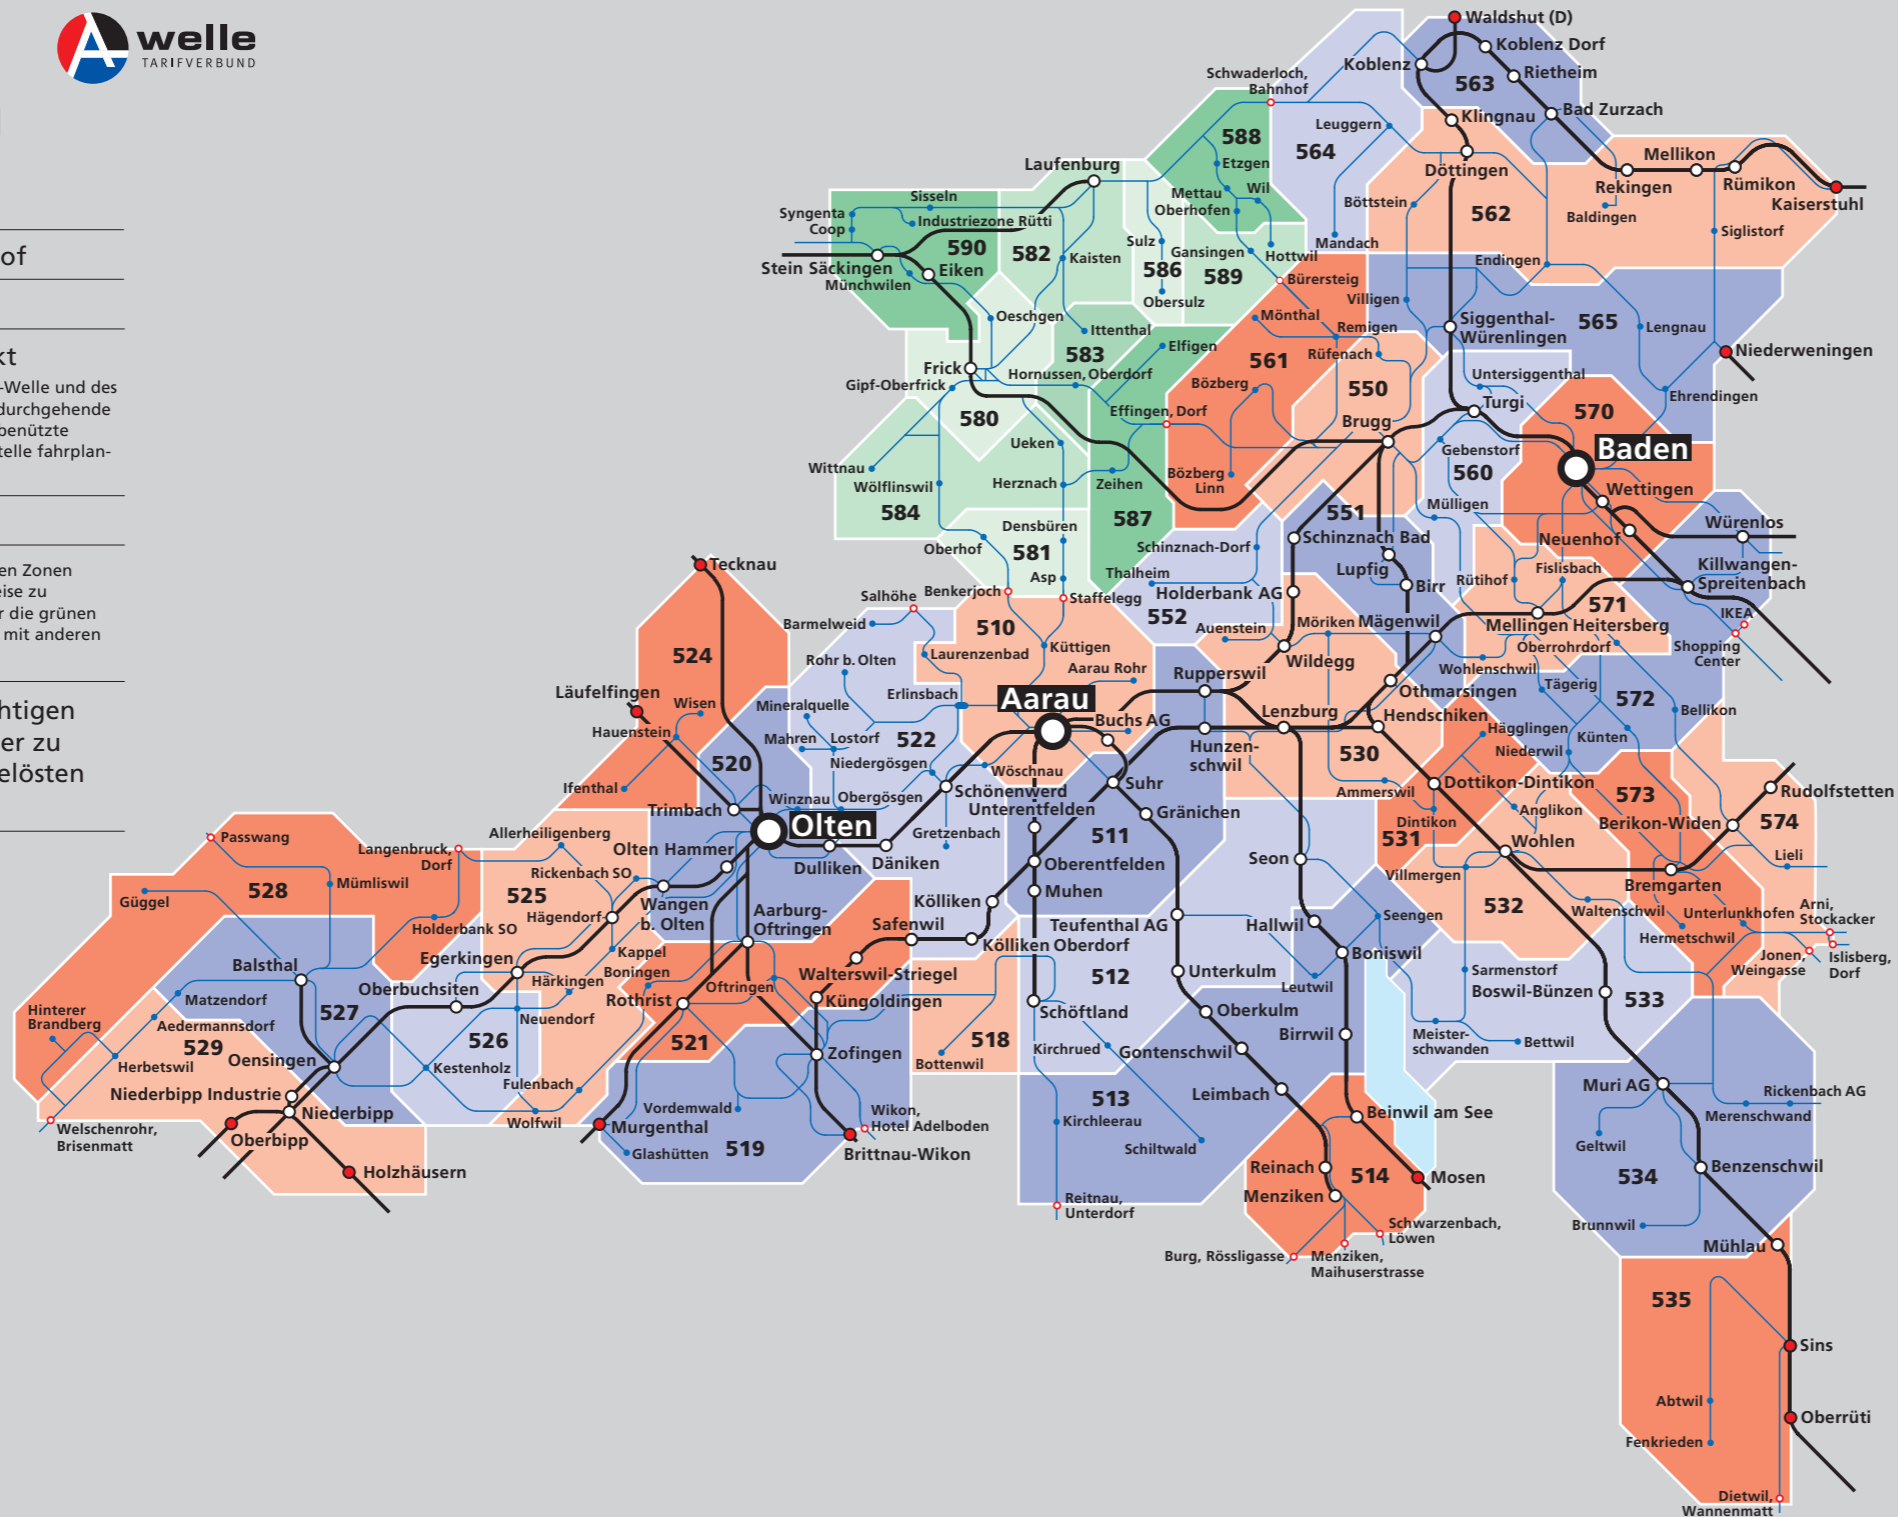 A welle
TARIFVERBUND
of
kt
-Welle und des
durchgehende
benützte
telle fahrplan-
en Zonen
eise zu
r die grünen
mit anderen
htigen
er zu
elösten
Waldshut (D)
Koblenz Dorf
Koblenz
Rietheim
563
Schwaderloch,
Bahnhof
Klingnau
Bad Zurzach
Leuggern
588
564
Etzgen
Laufenburg
Döttingen
Mellikon
Rekingen
Rümikon
Kaiserstuhl
Mettau
Wil
Oberhofen
Böttstein
562
Baldingen
Siglistorf
Sisseln
Syngenta
Coop
Industriezone Rütti
590
582
Kaisten
Sulz
586
Gansingen
589
Hottwil
Mandach
Endingen
Stein Säckingen
Münchwilen
Eiken
Obersulz
Bürersteig
Villigen
Oeschgen
Ittenthal
Mönthal
Remigen
Siggenthal-
Würenlingen
565
Lengnau
Niederweningen
583
Elfigen
561
Rüfenach
Frick
Hornussen, Oberdorf
Gipf-Oberfrick
Bözberg
550
Untersiggenthal
Ehrendingen
580
Effingen, Dorf
Brugg
Turgi
570
Baden
Ueken
Gebenstorf
560
Wittnau
Wölflinswil
Herznach
Zeihen
Bözberg
Linn
Wettingen
584
Densbüren
587
551
Mülligen
Würenlos
Oberhof
581
Schinznach-Dorf
Schinznach Bad
Neuenhof
Killwangen-
Spreitenbach
Asp
Thalheim
Lupfig
Birr
Rütihof
Fislisbach
Tecknau
Salhöhe
Benkerjoch
Staffelegg
Holderbank AG
552
571
IKEA
Barmelweid
510
Auenstein
Möriken
Mägenwil
Mellingen Heitersberg
Shopping
Center
524
Laurenzenbad
Küttigen
Wildegg
Oberrohrdorf
Wohlenschwil
Rohr b. Olten
Aarau Rohr
Rupperswil
Othmarsingen
Tägerig
572
Läufelfingen
Wisen
Mineralquelle
Erlinsbach
Aarau
Buchs AG
Lenzburg
Hendschiken
Bellikon
Hauenstein
Mahren
Lostorf
522
Hunzen-
schwil
530
Hägglingen
Niederwil
Künten
520
Niedergösgen
Wöschnau
Suhr
Ammerswil
Dottikon-Dintikon
573
Rudolfstetten
Ifenthal
Trimbach
Winznau
Obergösgen
Schönenwerd
Unterentfelden
Gränichen
Dintikon
Anglikon
Berikon-Widen
574
Olten
Gretzenbach
511
531
Wohlen
Passwang
Langenbruck,
Dorf
Allerheiligenberg
Olten Hammer
Dulliken
Däniken
Oberentfelden
Seon
Villmergen
Bremgarten
Lieli
528
Mümliswil
Rickenbach SO
Muhen
532
Güggel
525
Wangen
b. Olten
Aarburg-
Oftringen
Kölliken
Seengen
Waltenschwil
Unterlunkhofen
Arni,
Stockacker
Hägendorf
Safenwil
Teufenthal AG
Hallwil
Hermetschwil
Holderbank SO
Kappel
Kölliken Oberdorf
Boniswil
Jonen,
Weingasse
Islisberg,
Dorf
Balsthal
Egerkingen
Boningen
Walterswil-Striegel
512
Unterkulm
Leutwil
Sarmenstorf
Boswil-Bünzen
533
Matzendorf
Oberbuchsiten
Härkingen
Rothrist
Oftringen
Küngoldingen
Schöftland
Oberkulm
Hinterer
Brandberg
Aedermannsdorf
527
Neuendorf
Birrwil
Meister-
schwanden
Bettwil
529
Oensingen
526
521
Zofingen
518
Kirchrued
Gontenschwil
Herbetswil
Kestenholz
Bottenwil
Fulenbach
Leimbach
Muri AG
Rickenbach AG
Merenschwand
Niederbipp Industrie
Niederbipp
Wolfwil
Vordemwald
Wikon,
Hotel Adelboden
513
Kirchleerau
Beinwil am See
Welschenrohr,
Brisenmatt
Oberbipp
Murgenthal
Glashütten
519
Brittnau-Wikon
Schiltwald
Geltwil
Holzhäusern
Reinach
514
Mosen
Benzenschwil
534
Menziken
Reitnau,
Unterdorf
Schwarzenbach,
Löwen
Brunnwil
Burg, Rössligasse
Menziken,
Maihuserstrasse
Mühlau
535
Sins
Abtwil
Oberrüti
Fenkrieden
Dietwil,
Wannenmatt